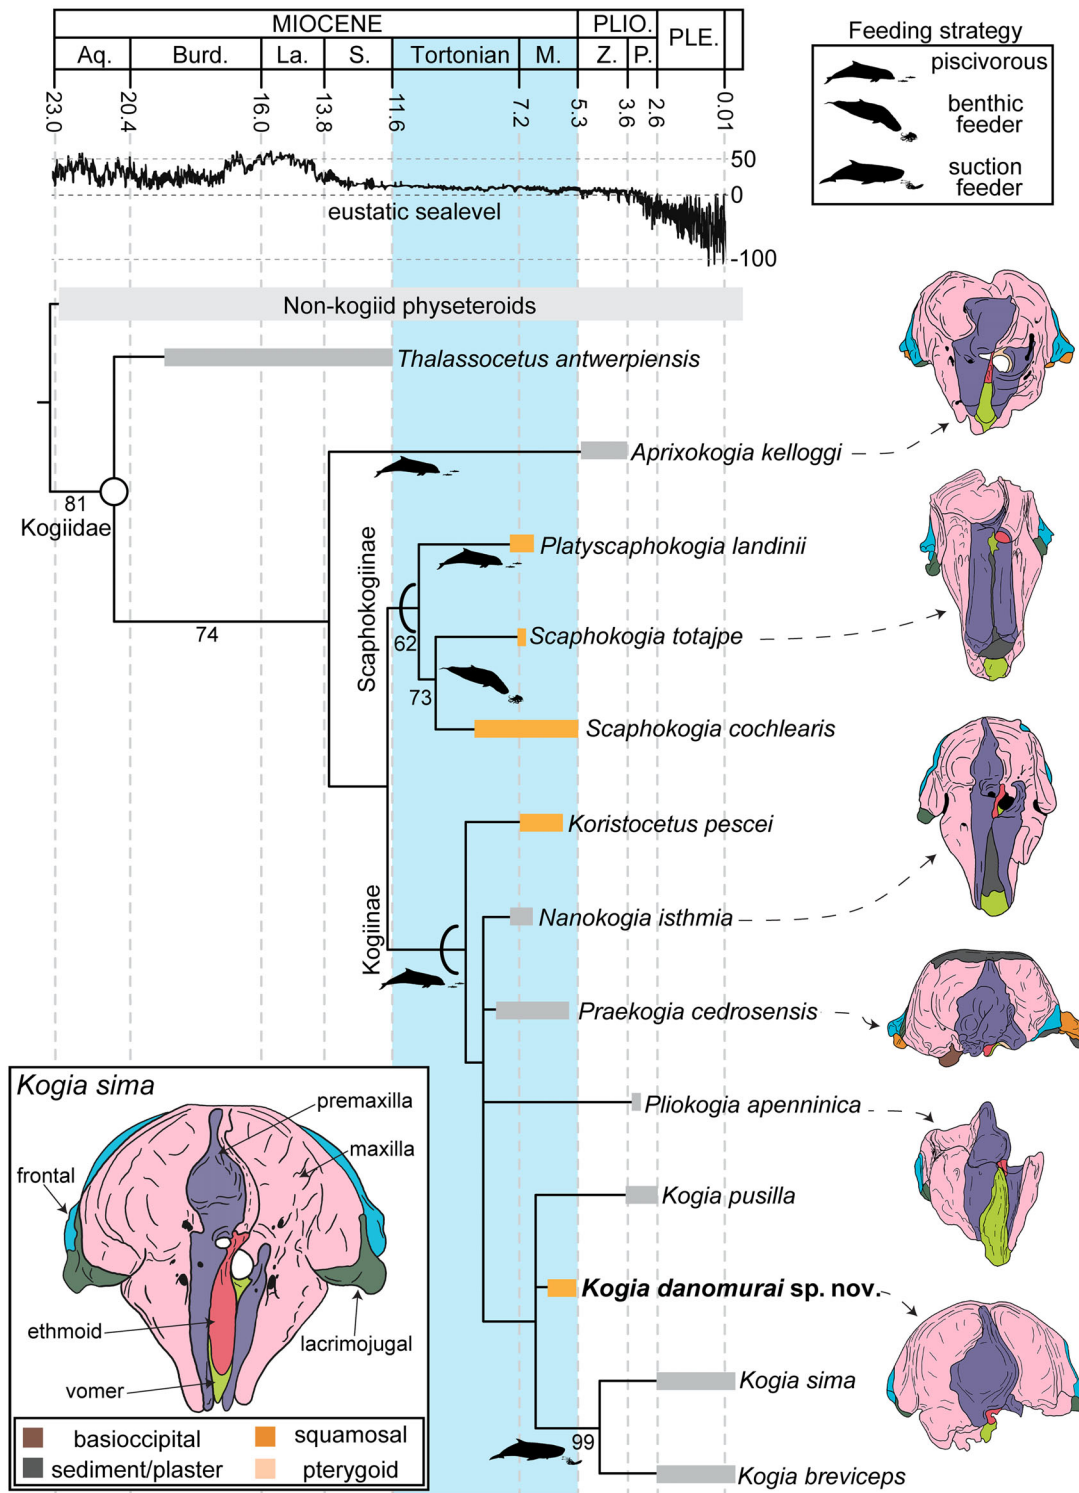 MIOCENE
PLIO.
PLE.
Aq.
Burd.
La.
S.
Tortonian
M.
Z.
P.
23.0
20.4
16.0
13.8
11.6
7.2
5.3
3.6
2.6
0.01
50
0
-100
eustatic sealevel
Feeding strategy
piscivorous
benthic
feeder
suction
feeder
Non-kogiid physeteroids
Thalassocetus antwerpiensis
Aprixokogia kelloggi
81
Kogiidae
74
Scaphokogiinae
Platyscaphokogia landinii
62
Scaphokogia totajpe
73
Scaphokogia cochlearis
Kogiinae
Koristocetus pescei
Nanokogia isthmia
Praekogia cedrosensis
Pliokogia apenninica
Kogia pusilla
Kogia danomurai sp. nov.
Kogia sima
99
Kogia breviceps
Kogia sima
premaxilla
maxilla
frontal
ethmoid
lacrimojugal
vomer
basioccipital
squamosal
sediment/plaster
pterygoid